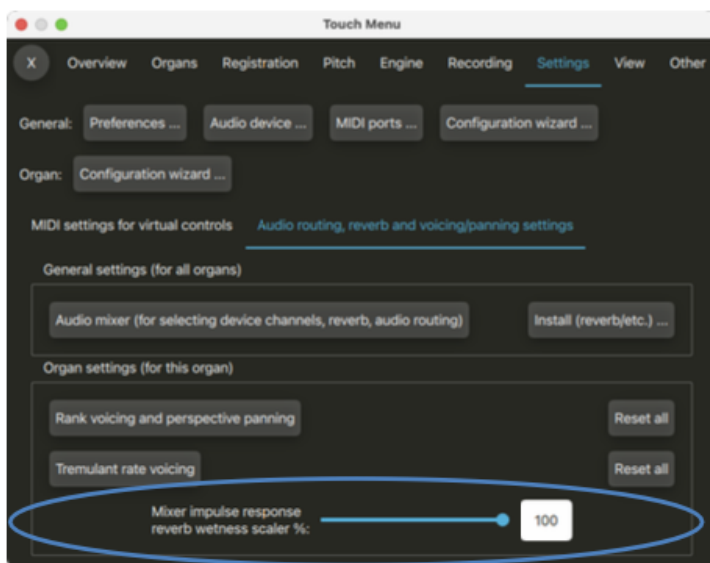 Touch Menu
X Overview Organs Registration Pitch Engine Recording Settings View Other
General: Preferences ... Audio device ... MIDI ports ... Configuration wizard ...
Organ: Configuration wizard ...
MIDI settings for virtual controls Audio routing, reverb and voicing/panning settings
General settings (for all organs)
Audio mixer (for selecting device channels, reverb, audio routing) Install (reverb/etc.) ...
Organ settings (for this organ)
Rank voicing and perspective panning Reset all
Tremulant rate voicing Reset all
Mixer impulse response
reverb wetness scaler %: 100